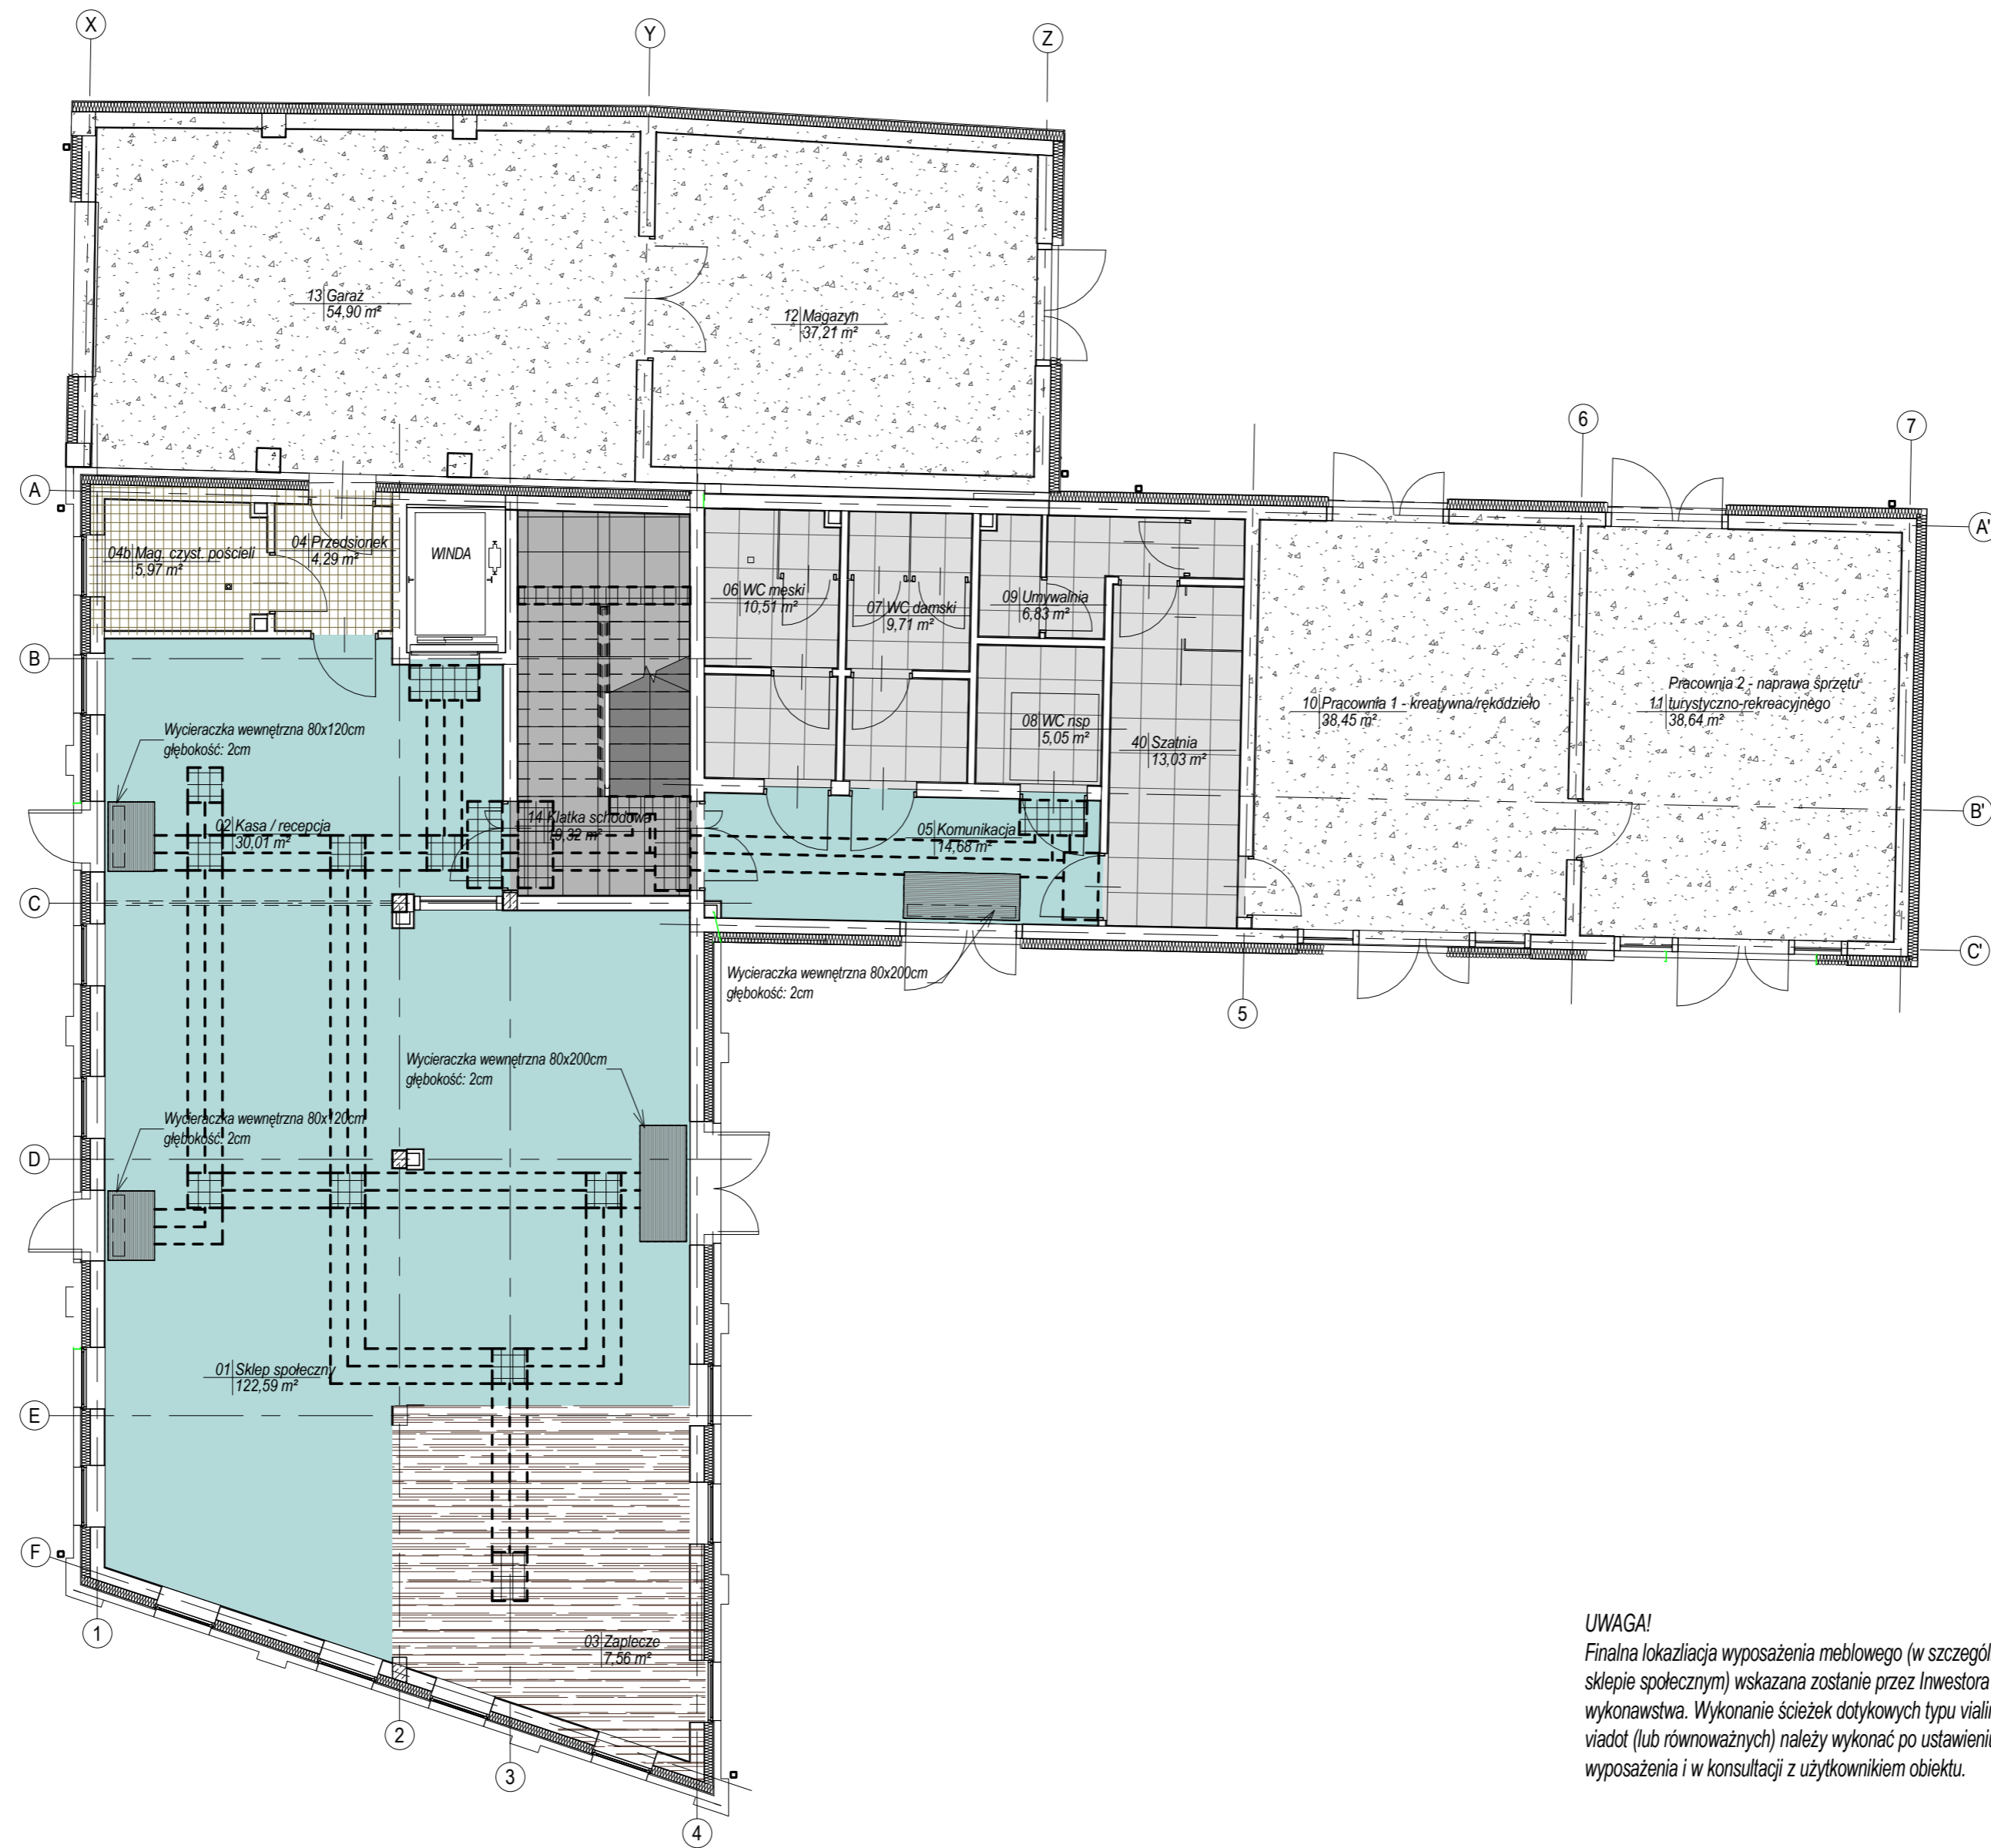 X
Y
Z
13 Garaż
54,90 m²
12 Magazyn
37,21 m²
6
7
A
A'
04b Mag. czyst. pościeli
5,97 m²
04 Przedsionek
4,29 m²
WINDA
06 WC męski
10,51 m²
07 WC damski
9,71 m²
09 Umywalnia
6,83 m²
B
Wycieraczka wewnętrzna 80x120cm
głębokość: 2cm
08 WC nsp
5,05 m²
40 Szatnia
13,03 m²
10 Pracownia 1 - kreatywna/rękodzieło
38,45 m²
Pracownia 2 - naprawa sprzętu
11 turystyczno-rekreacyjnego
38,64 m²
02 Kasa / recepcja
30,01 m²
14 Klatka schodowa
9,32 m²
05 Komunikacja
14,68 m²
B'
C
C'
Wycieraczka wewnętrzna 80x200cm
głębokość: 2cm
5
Wycieraczka wewnętrzna 80x200cm
głębokość: 2cm
Wycieraczka wewnętrzna 80x120cm
głębokość: 2cm
D
01 Sklep społeczny
122,59 m²
E
F
03 Zaplecze
7,56 m²
1
2
3
4
UWAGA!
Finalna lokazliacja wyposażenia meblowego (w szczegól
sklepie społecznym) wskazana zostanie przez Inwestora
wykonawstwa. Wykonanie ścieżek dotykowych typu vialin
viadot (lub równoważnych) należy wykonać po ustawieniu
wyposażenia i w konsultacji z użytkownikiem obiektu.